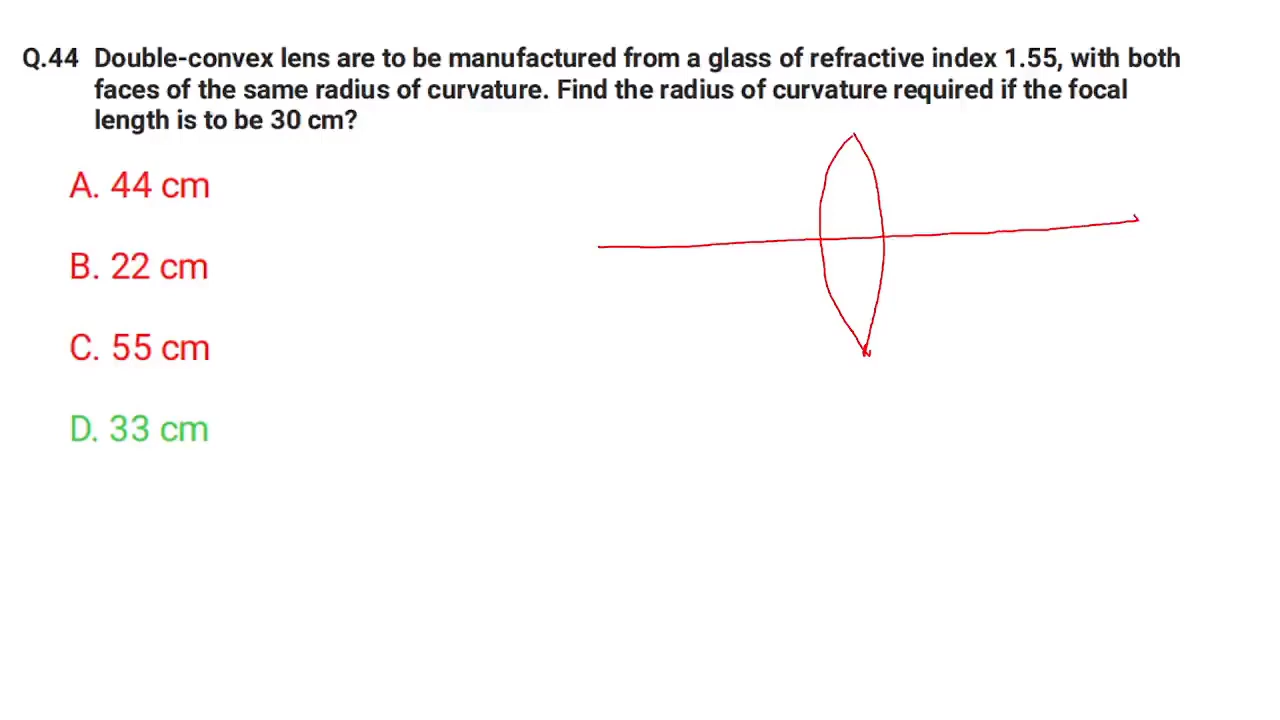 Q.44 Double-convex lens are to be manufactured from a glass of refractive index 1.55, with both
faces of the same radius of curvature. Find the radius of curvature required if the focal
length is to be 30 cm?
A. 44 cm
B. 22 cm
C. 55 cm
D. 33 cm